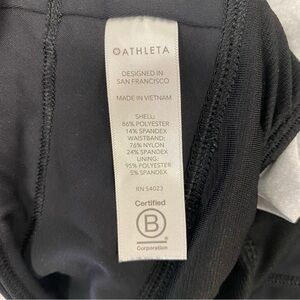 ATHLETA
DESIGNED IN
SAN FRANCISCO
MADE IN VIETNAM
SHELL:
86% POLYESTER
14% SPANDEX
WAISTBAND:
76% NYLON
24% SPANDEX
LINING:
95% POLYESTER
5% SPANDEX
RN 54023
Certified
B
Corporation